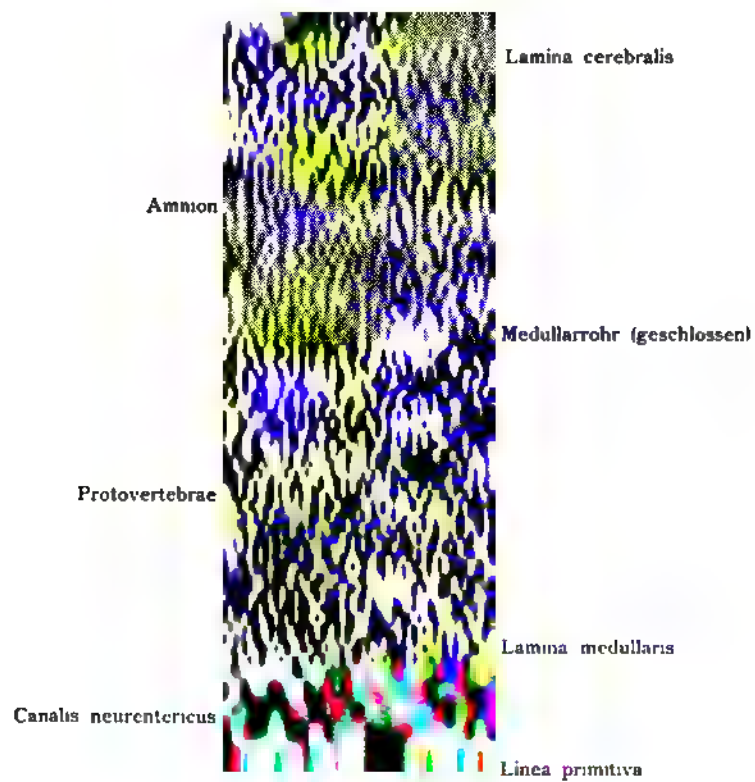 Lamina cerebralis
Amnion
Medullarrohr (geschlossen)
Protovertebrae
Lamina medullaris
Canalis neurentericus
Linea primitiva